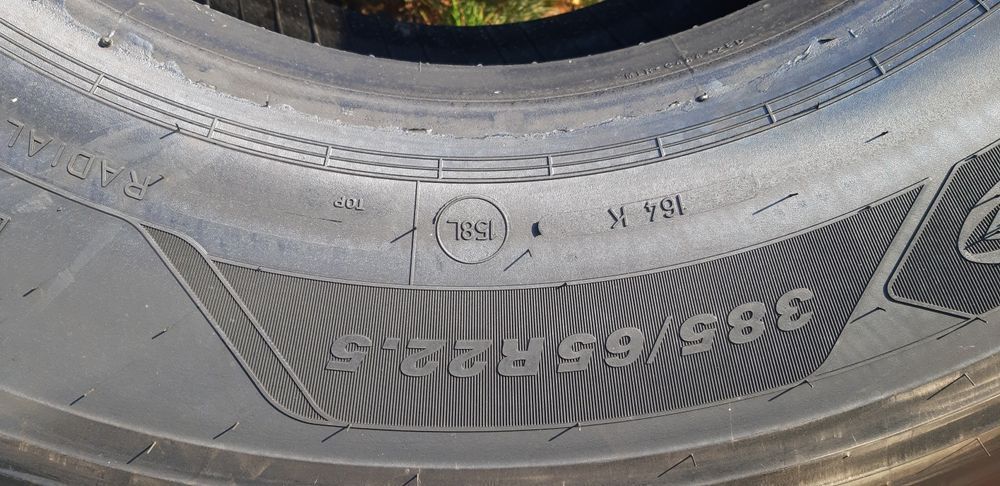 385/65R22,5
164 K
158L
TOP
RADIAL